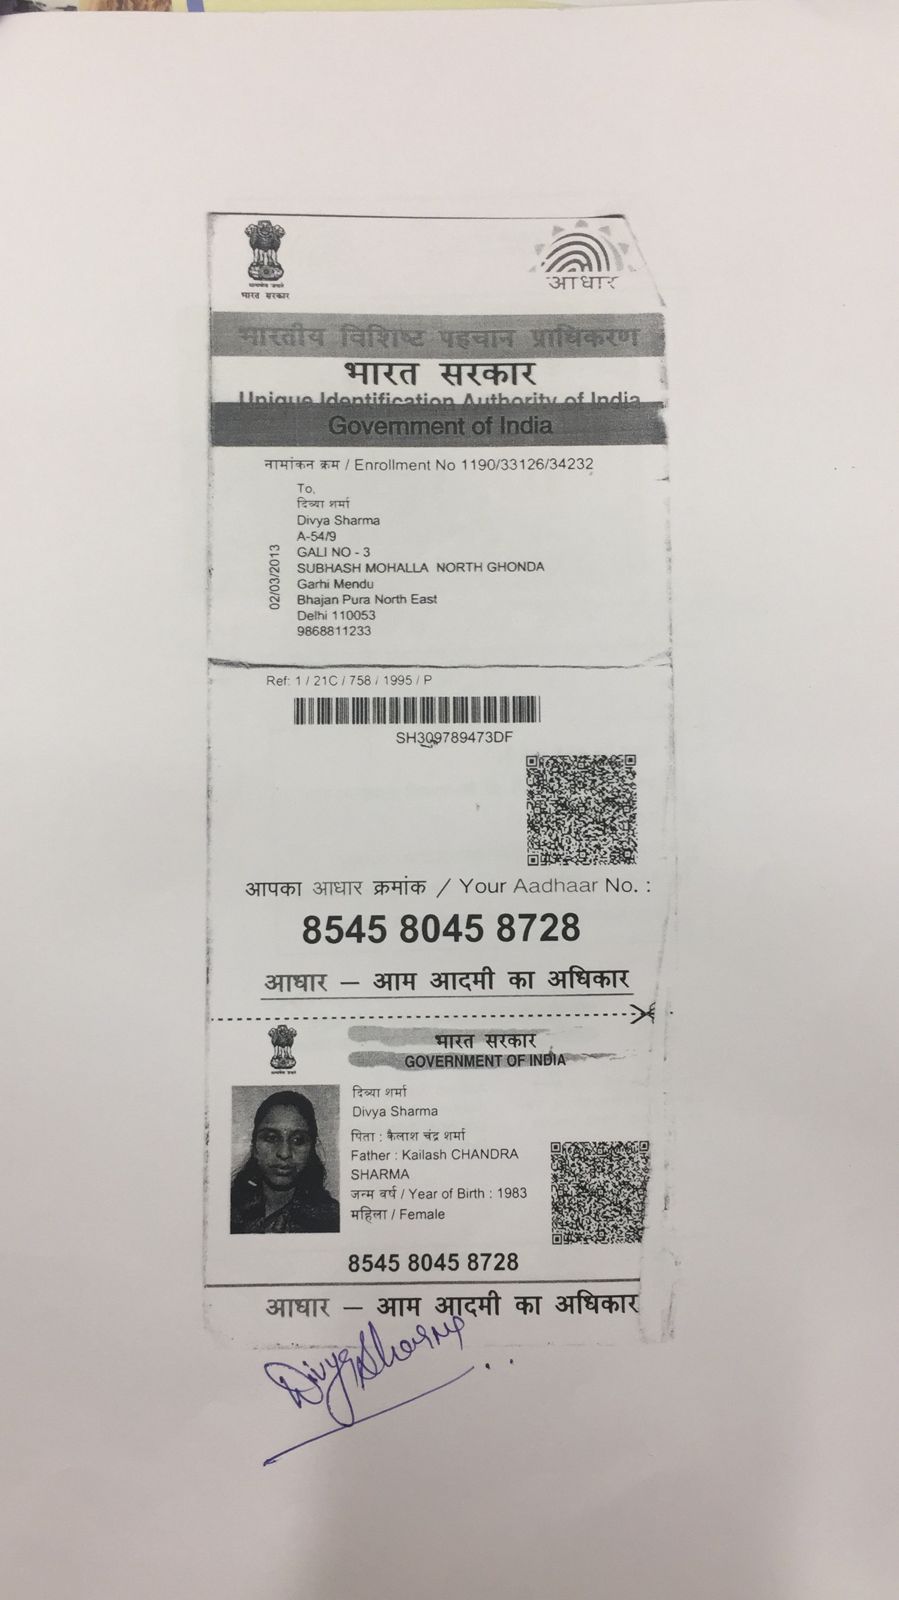 सत्यमेव जयते
भारत सरकार
आधार
भारतीय विशिष्ट पहचान प्राधिकरण
भारत सरकार
Unique Identification Authority of India
Government of India
नामांकन क्रम / Enrollment No 1190/33126/34232
To,
दिव्या शर्मा
Divya Sharma
A-54/9
GALI NO - 3
SUBHASH MOHALLA NORTH GHONDA
Garhi Mendu
Bhajan Pura North East
Delhi 110053
9868811233
02/03/2013
Ref: 1 / 21C / 758 / 1995 / P
SH309789473DF
आपका आधार क्रमांक / Your Aadhaar No. :
8545 8045 8728
आधार – आम आदमी का अधिकार
सत्यमेव जयते
भारत सरकार
GOVERNMENT OF INDIA
दिव्या शर्मा
Divya Sharma
पिता : कैलाश चंद्र शर्मा
Father : Kailash CHANDRA
SHARMA
जन्म वर्ष / Year of Birth : 1983
महिला / Female
8545 8045 8728
आधार – आम आदमी का अधिकार
Divya Sharma